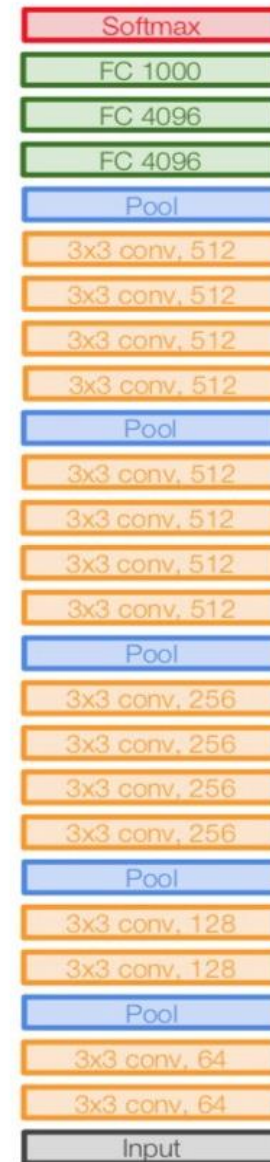 Softmax
FC 1000
FC 4096
FC 4096
Pool
3x3 conv, 512
3x3 conv, 512
3x3 conv, 512
3x3 conv, 512
Pool
3x3 conv, 512
3x3 conv, 512
3x3 conv, 512
3x3 conv, 512
Pool
3x3 conv, 256
3x3 conv, 256
3x3 conv, 256
3x3 conv, 256
Pool
3x3 conv, 128
3x3 conv, 128
Pool
3x3 conv, 64
3x3 conv, 64
Input